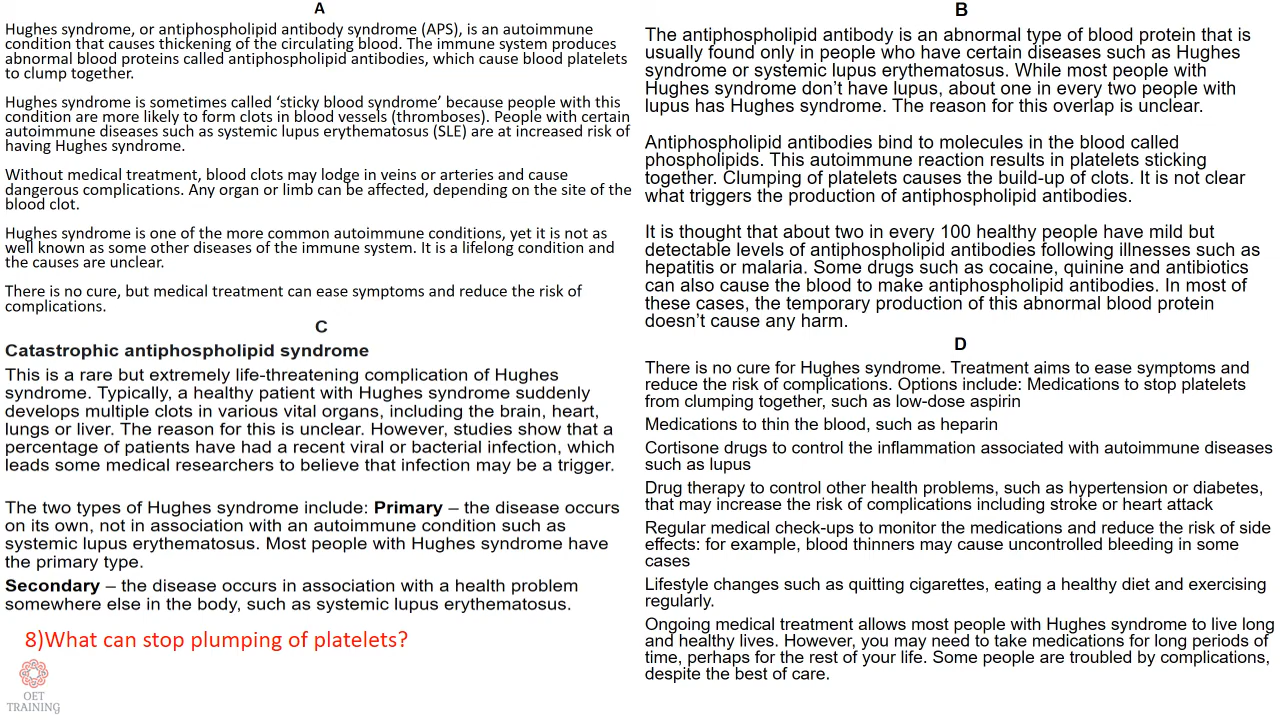 A
Hughes syndrome, or antiphospholipid antibody syndrome (APS), is an autoimmune
condition that causes thickening of the circulating blood. The immune system produces
abnormal blood proteins called antiphospholipid antibodies, which cause blood platelets
to clump together.
Hughes syndrome is sometimes called ‘sticky blood syndrome’ because people with this
condition are more likely to form clots in blood vessels (thromboses). People with certain
autoimmune diseases such as systemic lupus erythematosus (SLE) are at increased risk of
having Hughes syndrome.
Without medical treatment, blood clots may lodge in veins or arteries and cause
dangerous complications. Any organ or limb can be affected, depending on the site of the
blood clot.
Hughes syndrome is one of the more common autoimmune conditions, yet it is not as
well known as some other diseases of the immune system. It is a lifelong condition and
the causes are unclear.
There is no cure, but medical treatment can ease symptoms and reduce the risk of
complications.
B
The antiphospholipid antibody is an abnormal type of blood protein that is
usually found only in people who have certain diseases such as Hughes
syndrome or systemic lupus erythematosus. While most people with
Hughes syndrome don’t have lupus, about one in every two people with
lupus has Hughes syndrome. The reason for this overlap is unclear.
Antiphospholipid antibodies bind to molecules in the blood called
phospholipids. This autoimmune reaction results in platelets sticking
together. Clumping of platelets causes the build-up of clots. It is not clear
what triggers the production of antiphospholipid antibodies.
It is thought that about two in every 100 healthy people have mild but
detectable levels of antiphospholipid antibodies following illnesses such as
hepatitis or malaria. Some drugs such as cocaine, quinine and antibiotics
can also cause the blood to make antiphospholipid antibodies. In most of
these cases, the temporary production of this abnormal blood protein
doesn’t cause any harm.
C
Catastrophic antiphospholipid syndrome
This is a rare but extremely life-threatening complication of Hughes
syndrome. Typically, a healthy patient with Hughes syndrome suddenly
develops multiple clots in various vital organs, including the brain, heart,
lungs or liver. The reason for this is unclear. However, studies show that a
percentage of patients have had a recent viral or bacterial infection, which
leads some medical researchers to believe that infection may be a trigger.
The two types of Hughes syndrome include: Primary – the disease occurs
on its own, not in association with an autoimmune condition such as
systemic lupus erythematosus. Most people with Hughes syndrome have
the primary type.
Secondary – the disease occurs in association with a health problem
somewhere else in the body, such as systemic lupus erythematosus.
8)What can stop plumping of platelets?
OET
TRAINING
D
There is no cure for Hughes syndrome. Treatment aims to ease symptoms and
reduce the risk of complications. Options include: Medications to stop platelets
from clumping together, such as low-dose aspirin
Medications to thin the blood, such as heparin
Cortisone drugs to control the inflammation associated with autoimmune diseases
such as lupus
Drug therapy to control other health problems, such as hypertension or diabetes,
that may increase the risk of complications including stroke or heart attack
Regular medical check-ups to monitor the medications and reduce the risk of side
effects: for example, blood thinners may cause uncontrolled bleeding in some
cases
Lifestyle changes such as quitting cigarettes, eating a healthy diet and exercising
regularly.
Ongoing medical treatment allows most people with Hughes syndrome to live long
and healthy lives. However, you may need to take medications for long periods of
time, perhaps for the rest of your life. Some people are troubled by complications,
despite the best of care.